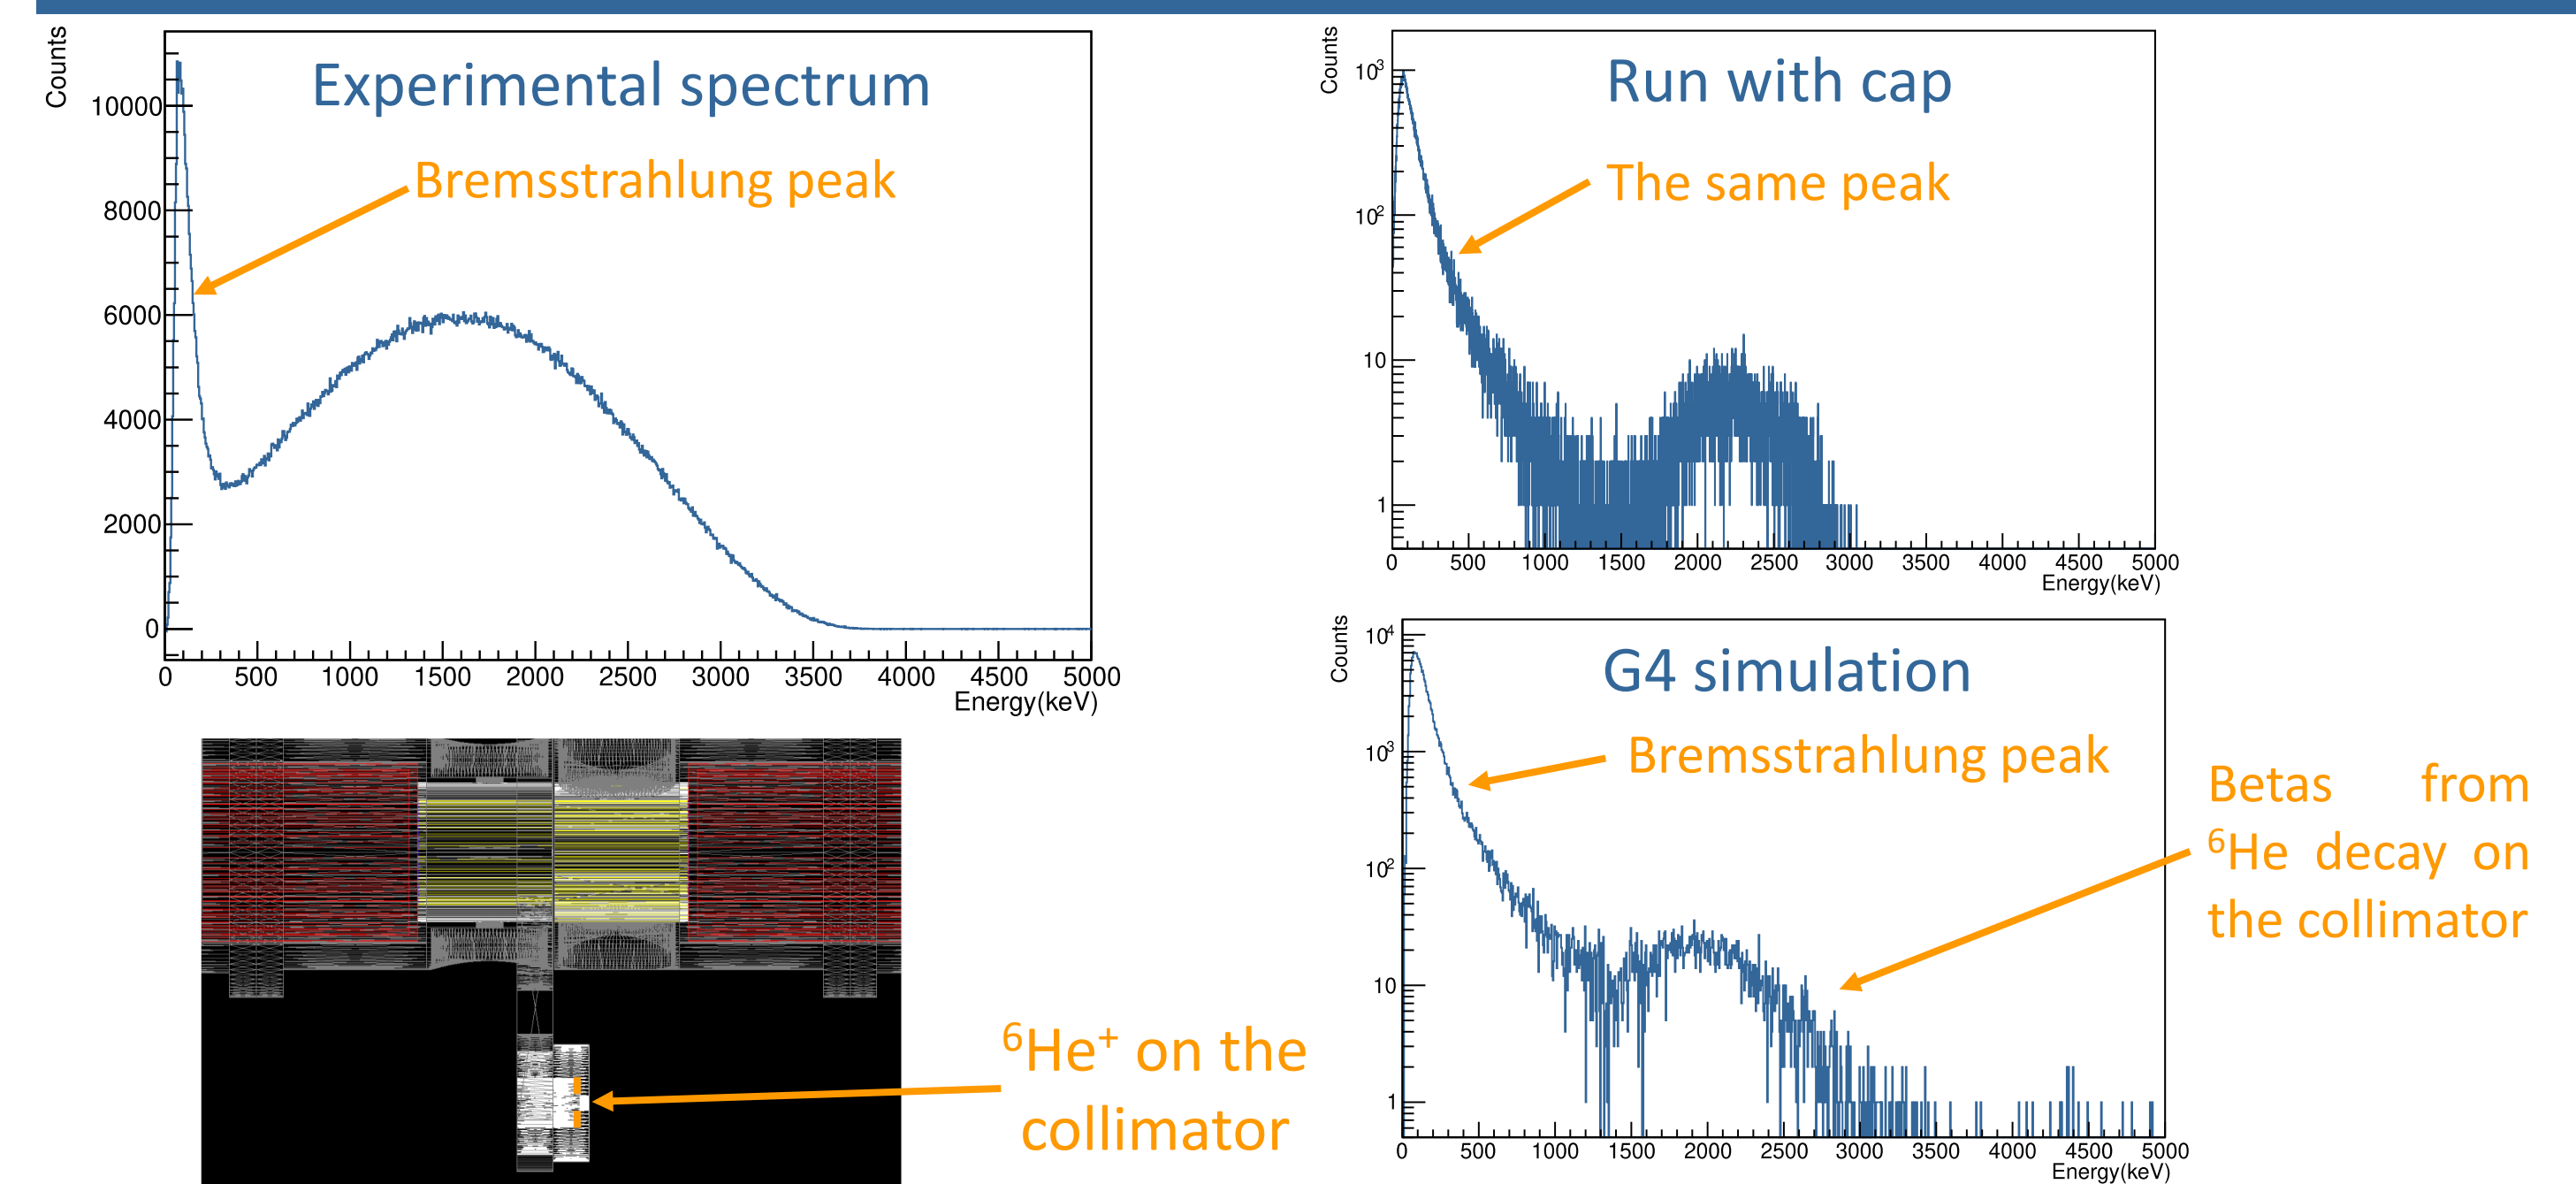 Counts
Experimental spectrum
Bremsstrahlung peak
10000
8000
6000
4000
2000
0
0 500 1000 1500 2000 2500 3000 3500 4000 4500 5000
Energy(keV)
Counts
Run with cap
The same peak
10³
10²
10
1
0 500 1000 1500 2000 2500 3000 3500 4000 4500 5000
Energy(keV)
⁶He⁺ on the
collimator
Counts
G4 simulation
Bremsstrahlung peak
10⁴
10³
10²
10
1
0 500 1000 1500 2000 2500 3000 3500 4000 4500 5000
Energy(keV)
Betas from
⁶He decay on
the collimator